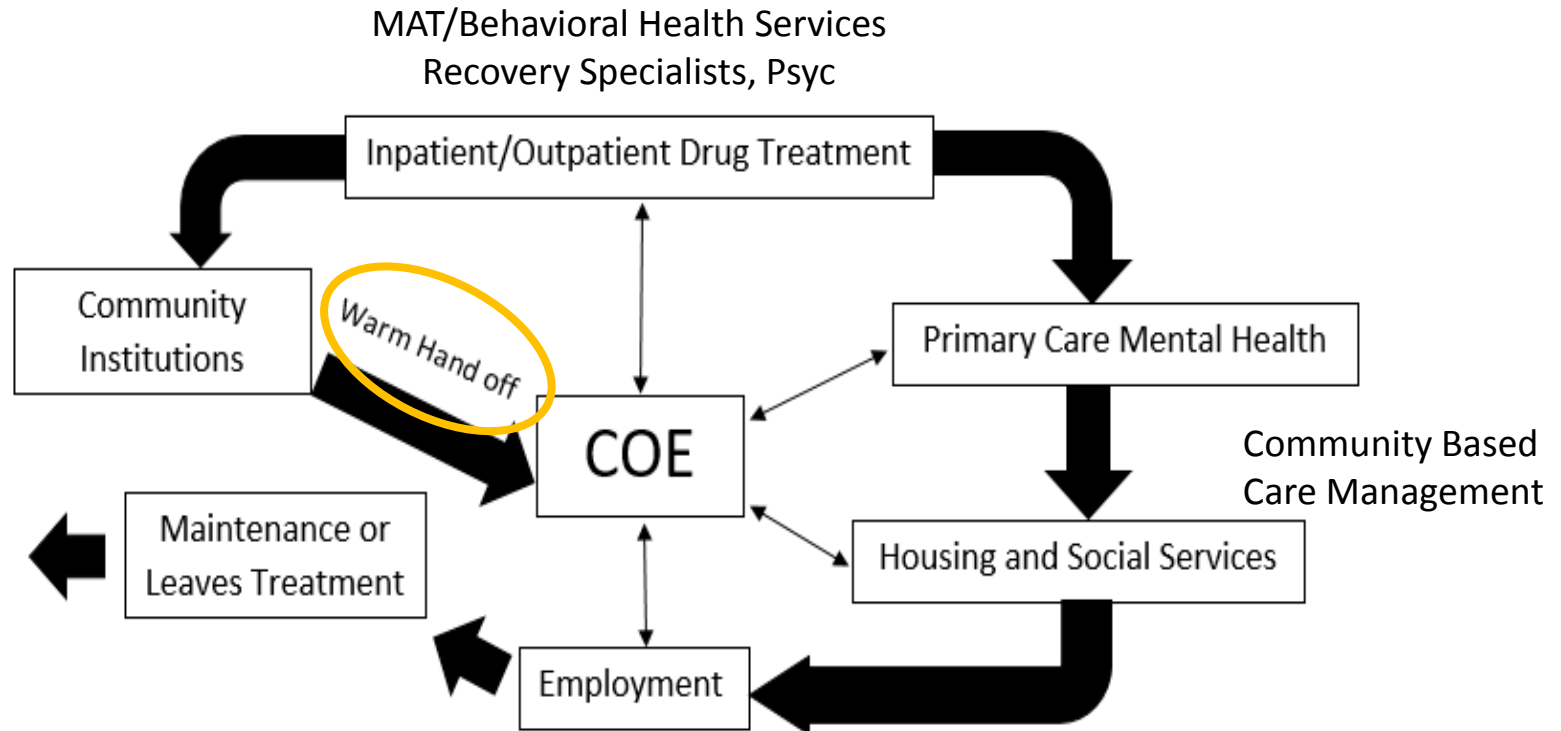 MAT/Behavioral Health Services
Recovery Specialists, Psyc
Inpatient/Outpatient Drug Treatment
Community
Institutions
Warm Hand off
Primary Care Mental Health
COE
Community Based
Care Management
Maintenance or
Leaves Treatment
Housing and Social Services
Employment